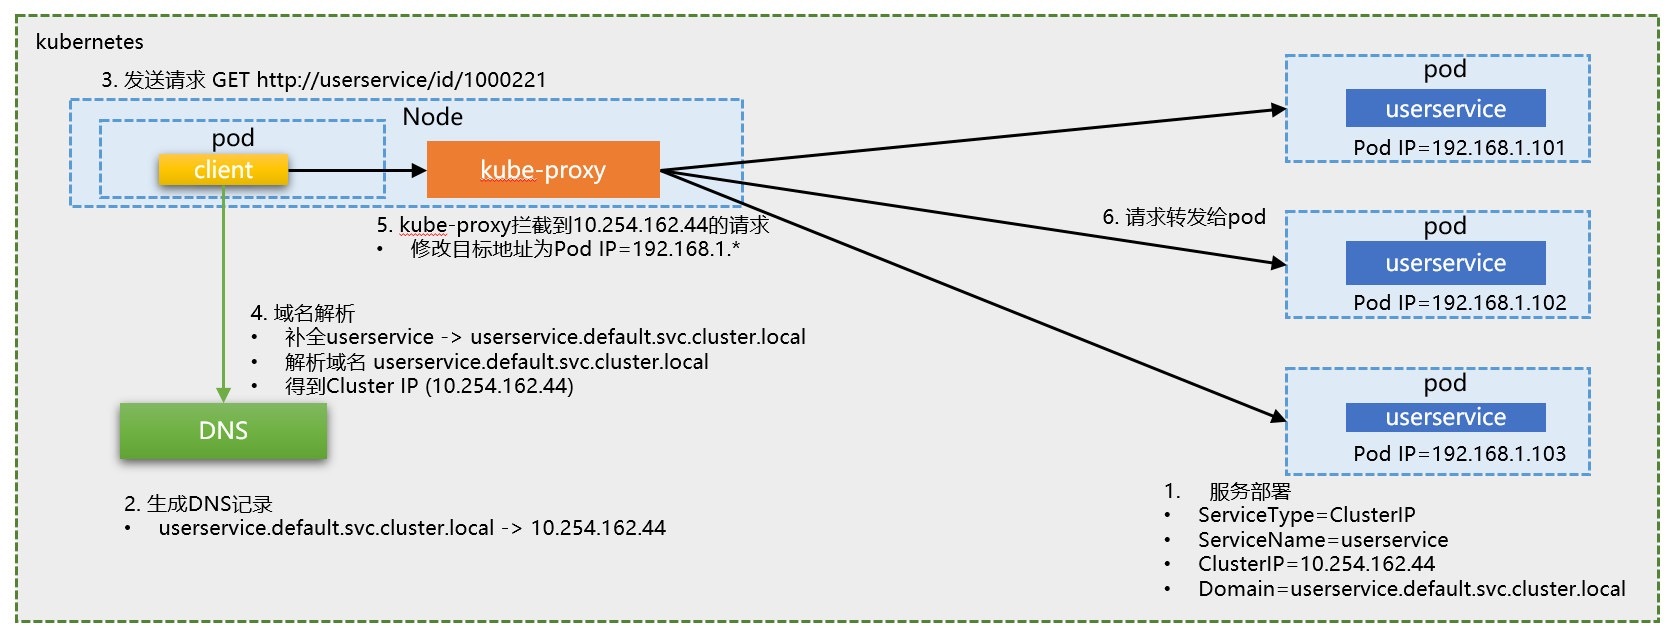 kubernetes
3. 发送请求 GET http://userservice/id/1000221
Node
pod
client
kube-proxy
5. kube-proxy拦截到10.254.162.44的请求
• 修改目标地址为Pod IP=192.168.1.*
4. 域名解析
• 补全userservice -> userservice.default.svc.cluster.local
• 解析域名 userservice.default.svc.cluster.local
• 得到Cluster IP (10.254.162.44)
DNS
2. 生成DNS记录
• userservice.default.svc.cluster.local -> 10.254.162.44
6. 请求转发给pod
pod
userservice
Pod IP=192.168.1.101
pod
userservice
Pod IP=192.168.1.102
pod
userservice
Pod IP=192.168.1.103
1. 服务部署
• ServiceType=ClusterIP
• ServiceName=userservice
• ClusterIP=10.254.162.44
• Domain=userservice.default.svc.cluster.local